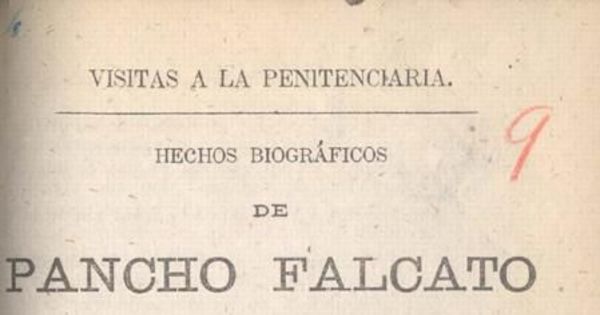 VISITAS A LA PENITENCIARIA.
9
HECHOS BIOGRÁFICOS
DE
PANCHO FALCATO